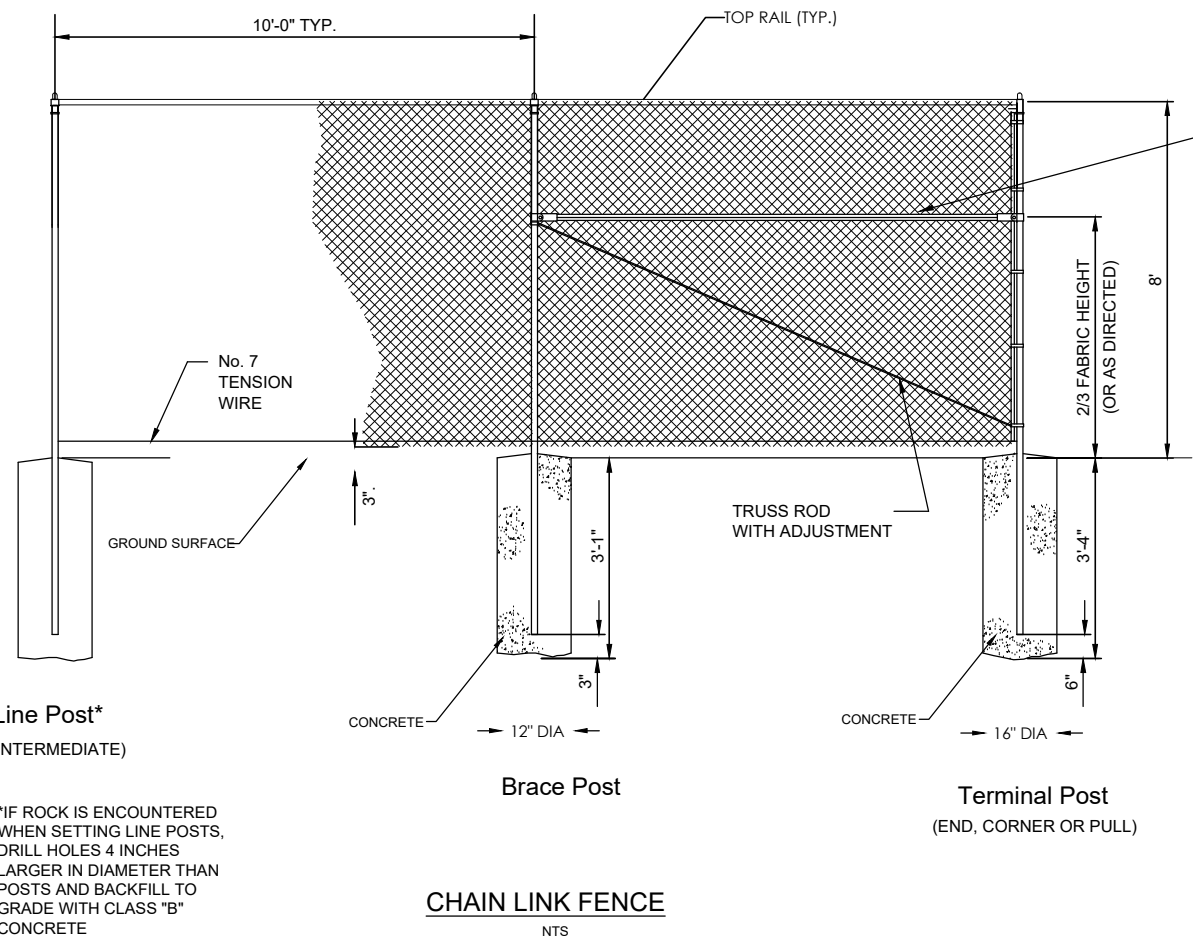 10'-0" TYP.
TOP RAIL (TYP.)
No. 7
TENSION
WIRE
2/3 FABRIC HEIGHT
(OR AS DIRECTED)
8'
3".
GROUND SURFACE
TRUSS ROD
WITH ADJUSTMENT
3'-1"
3'-4"
3"
6"
CONCRETE
12" DIA
CONCRETE
16" DIA
Line Post*
INTERMEDIATE)
Brace Post
Terminal Post
(END, CORNER OR PULL)
*IF ROCK IS ENCOUNTERED
WHEN SETTING LINE POSTS,
DRILL HOLES 4 INCHES
LARGER IN DIAMETER THAN
POSTS AND BACKFILL TO
GRADE WITH CLASS "B"
CONCRETE
CHAIN LINK FENCE
NTS